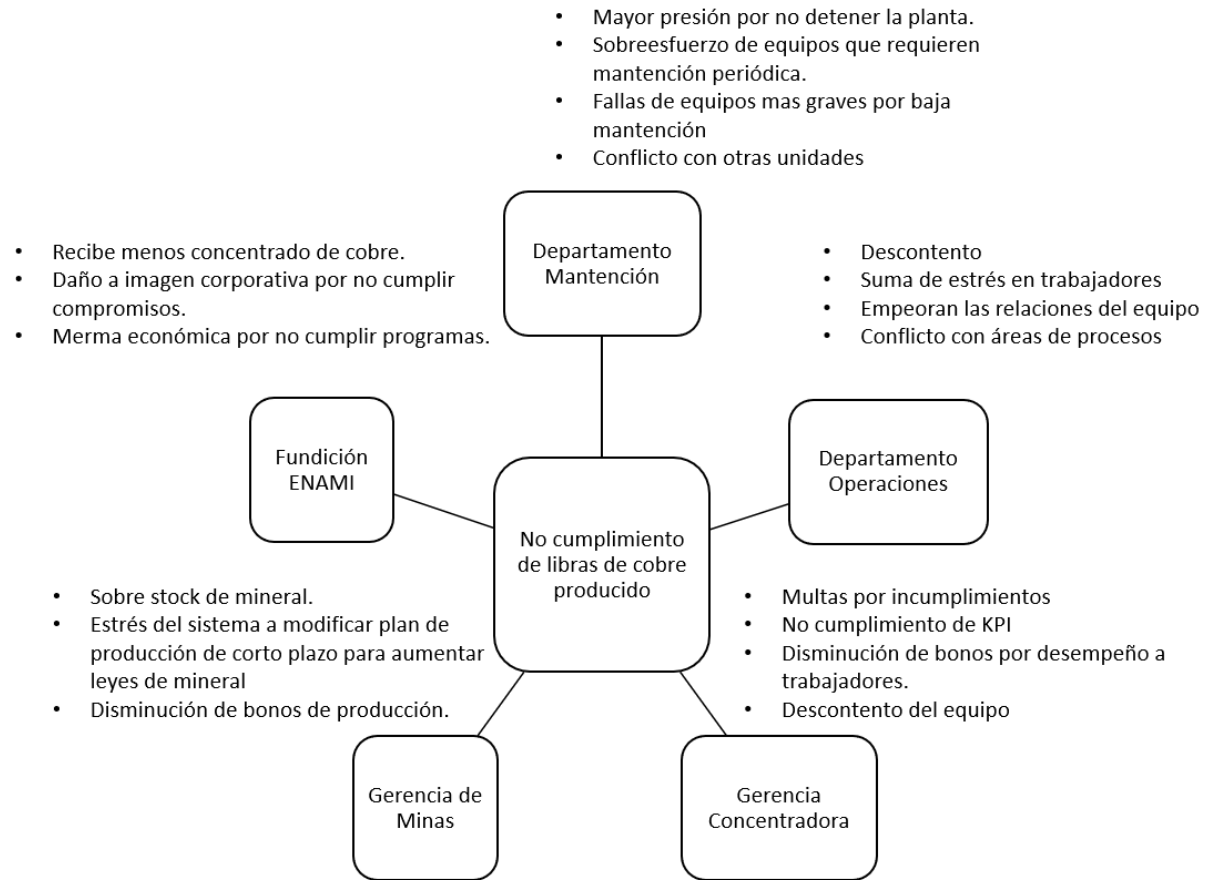 • Mayor presión por no detener la planta.
• Sobreesfuerzo de equipos que requieren
mantención periódica.
• Fallas de equipos mas graves por baja
mantención
• Conflicto con otras unidades
Departamento
Mantención
• Recibe menos concentrado de cobre.
• Daño a imagen corporativa por no cumplir
compromisos.
• Merma económica por no cumplir programas.
• Descontento
• Suma de estrés en trabajadores
• Empeoran las relaciones del equipo
• Conflicto con áreas de procesos
Fundición
ENAMI
Departamento
Operaciones
No cumplimiento
de libras de cobre
producido
• Sobre stock de mineral.
• Estrés del sistema a modificar plan de
producción de corto plazo para aumentar
leyes de mineral
• Disminución de bonos de producción.
• Multas por incumplimientos
• No cumplimiento de KPI
• Disminución de bonos por desempeño a
trabajadores.
• Descontento del equipo
Gerencia de
Minas
Gerencia
Concentradora